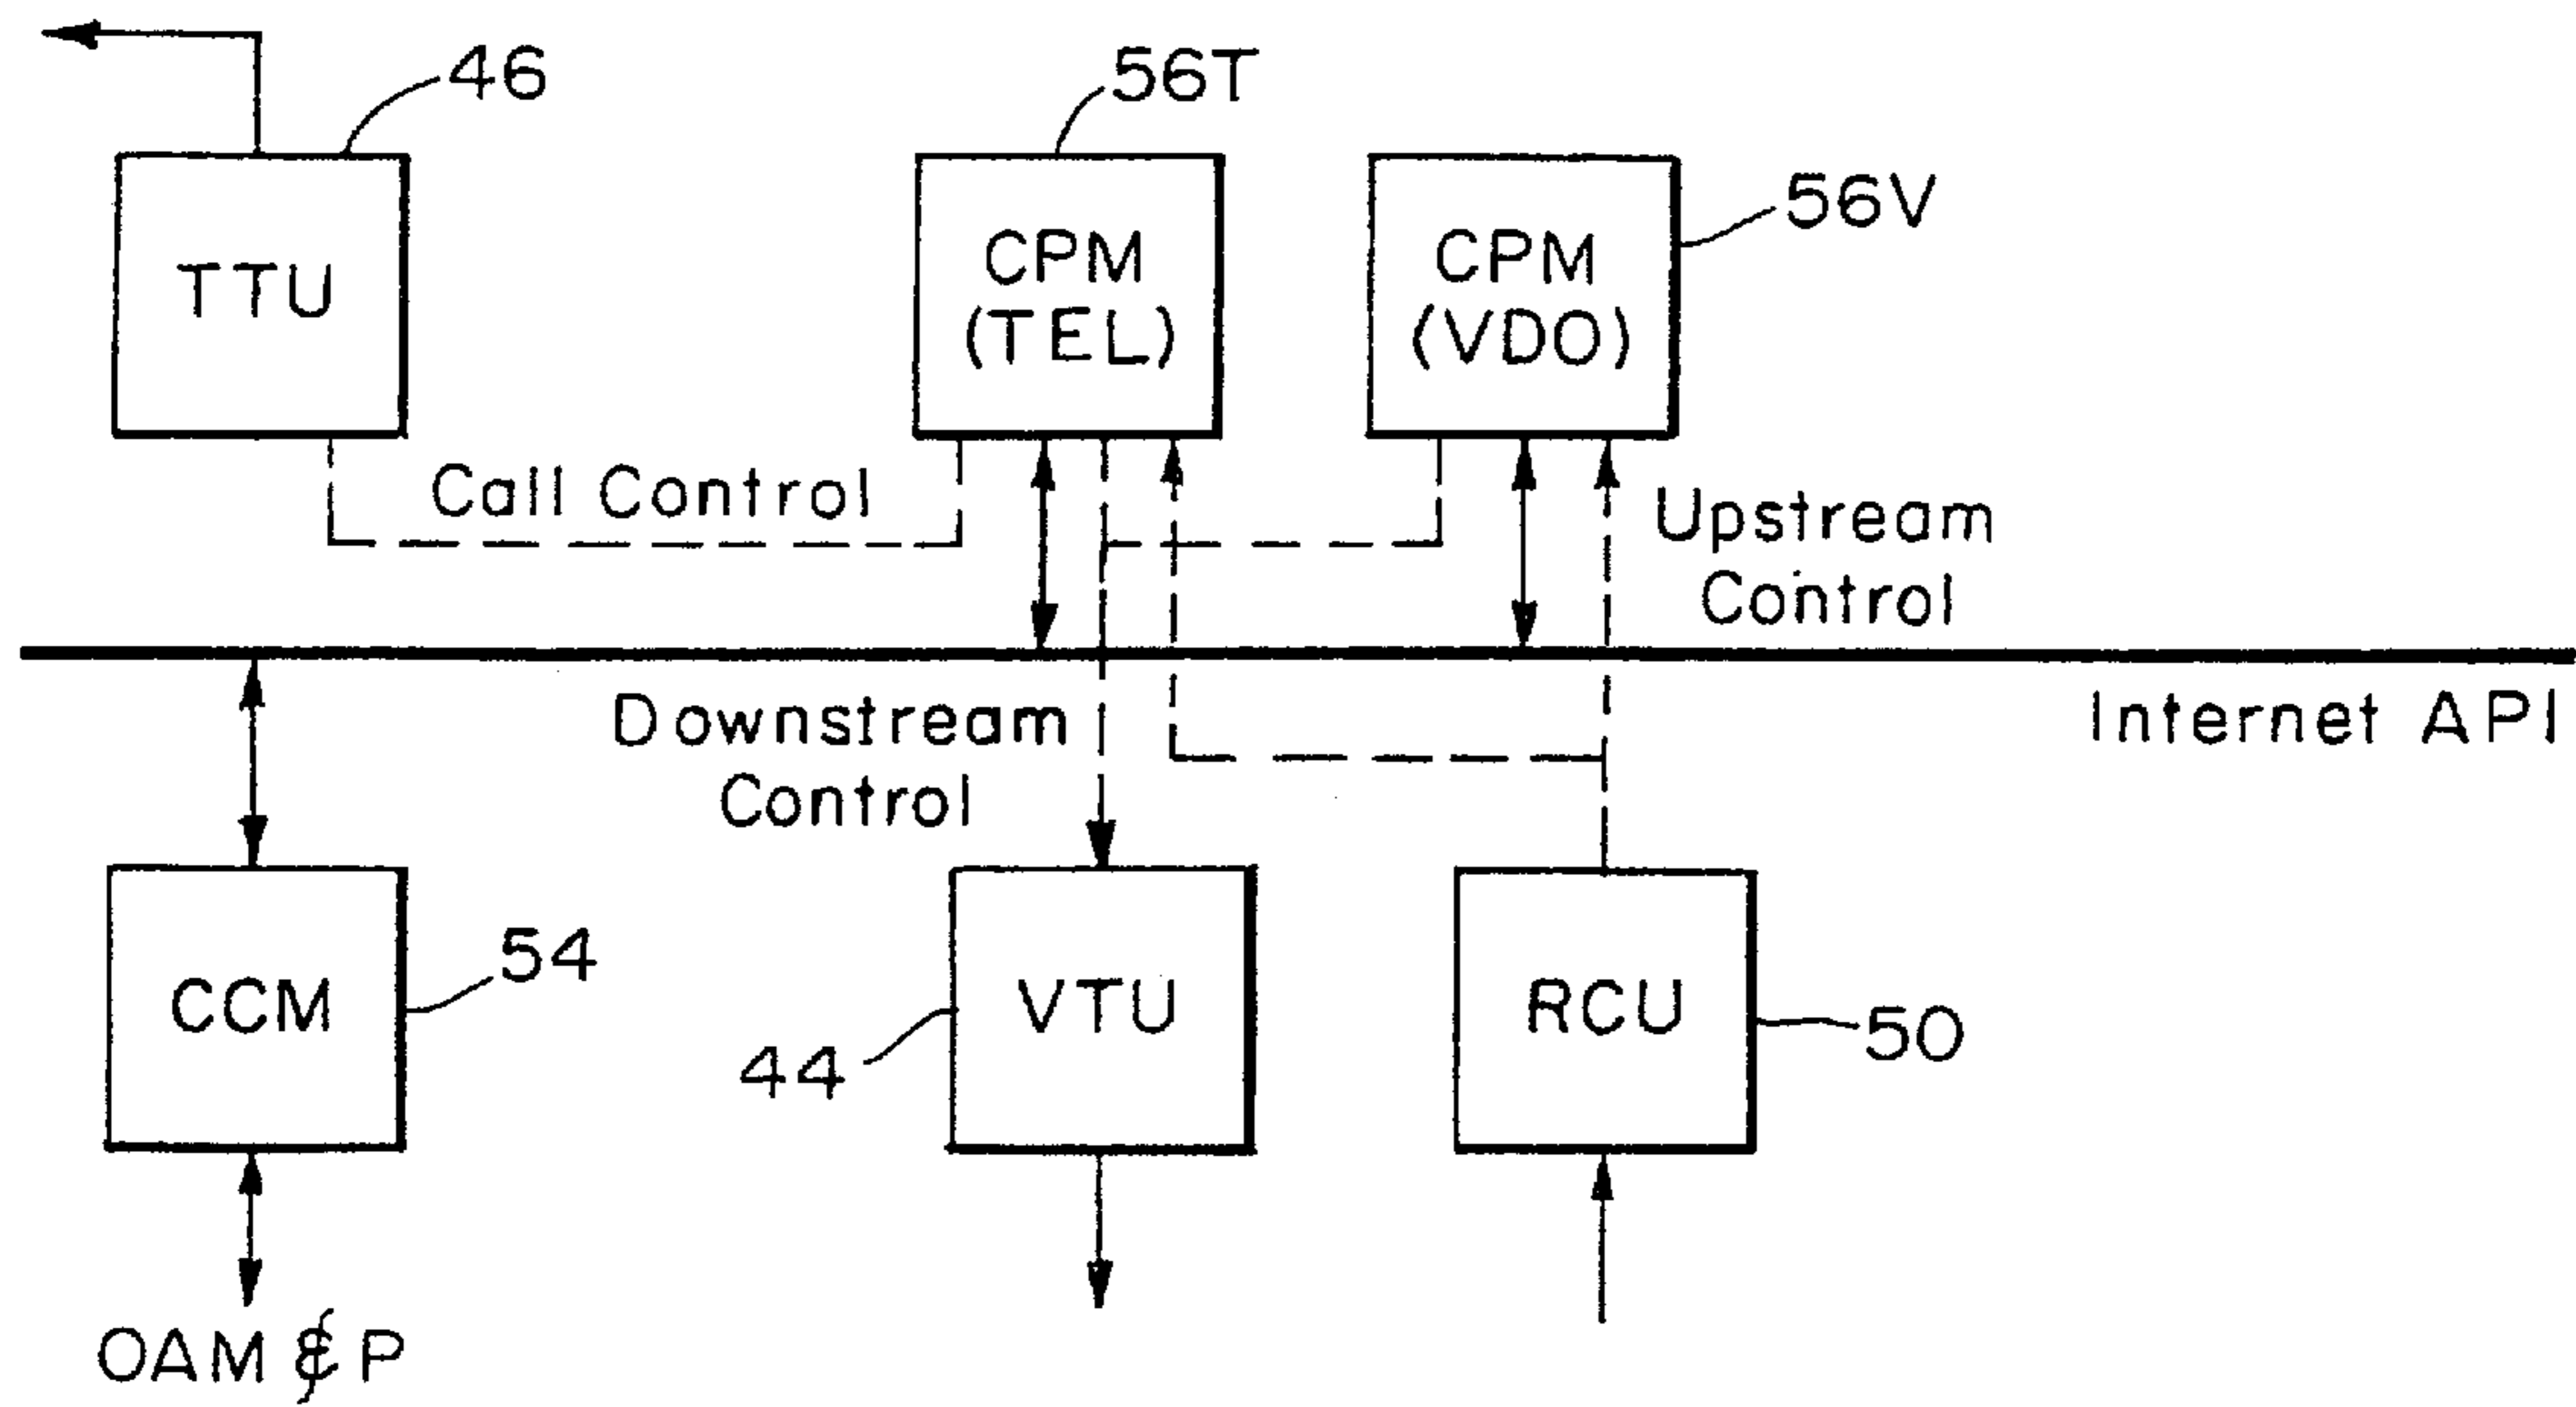 46
56T
56V
TTU
CPM
(TEL)
CPM
(VDO)
Call Control
Upstream
Control
Downstream
Control
Internet API
CCM
54
VTU
44
RCU
50
OAM & P